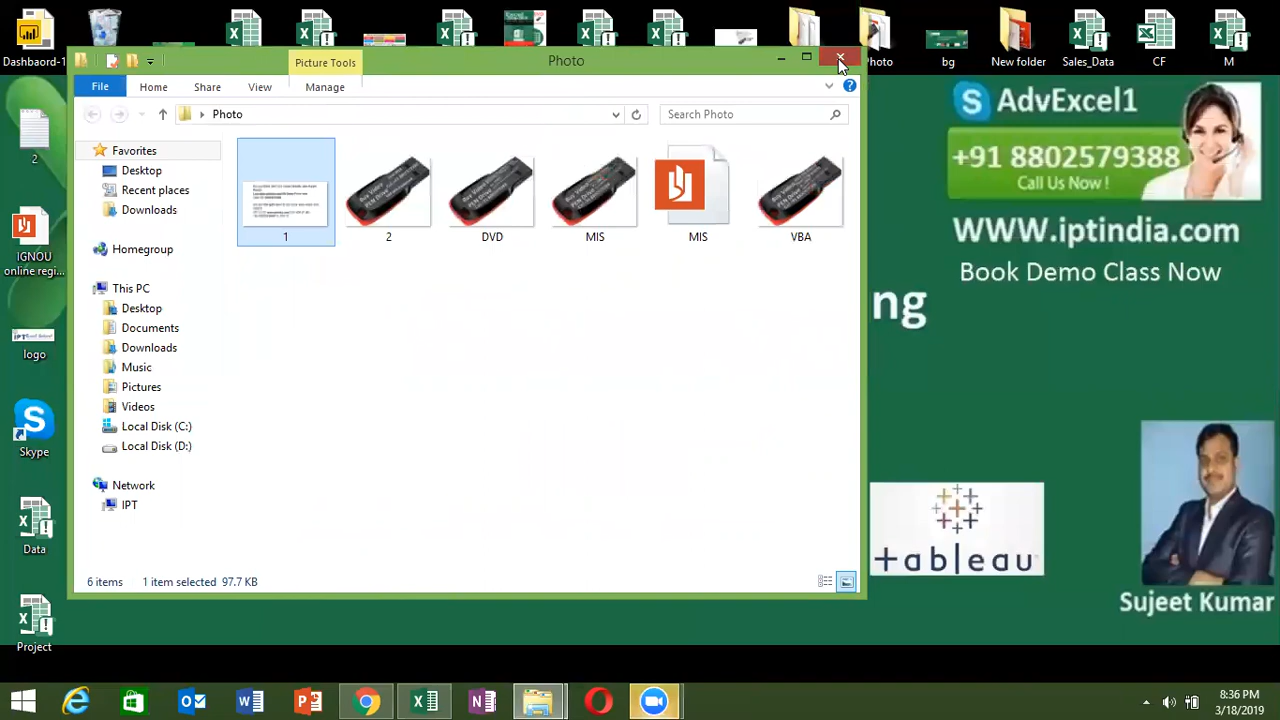 Dashbaord-1
Photo
bg
New folder
Sales_Data
CF
M
Picture Tools
Photo
File
Home
Share
View
Manage
Photo
Search Photo
Favorites
Desktop
Recent places
Downloads
Homegroup
This PC
Desktop
Documents
Downloads
Music
Pictures
Videos
Local Disk (C:)
Local Disk (D:)
Network
IPT
1
2
DVD
MIS
MIS
VBA
6 items
1 item selected 97.7 KB
2
IGNOU
online regi...
logo
Skype
Data
Project
AdvExcel1
+91 8802579388
Call Us Now !
WWW.iptindia.com
Book Demo Class Now
ng
+ableau
Sujeet Kumar
8:36 PM
3/18/2019